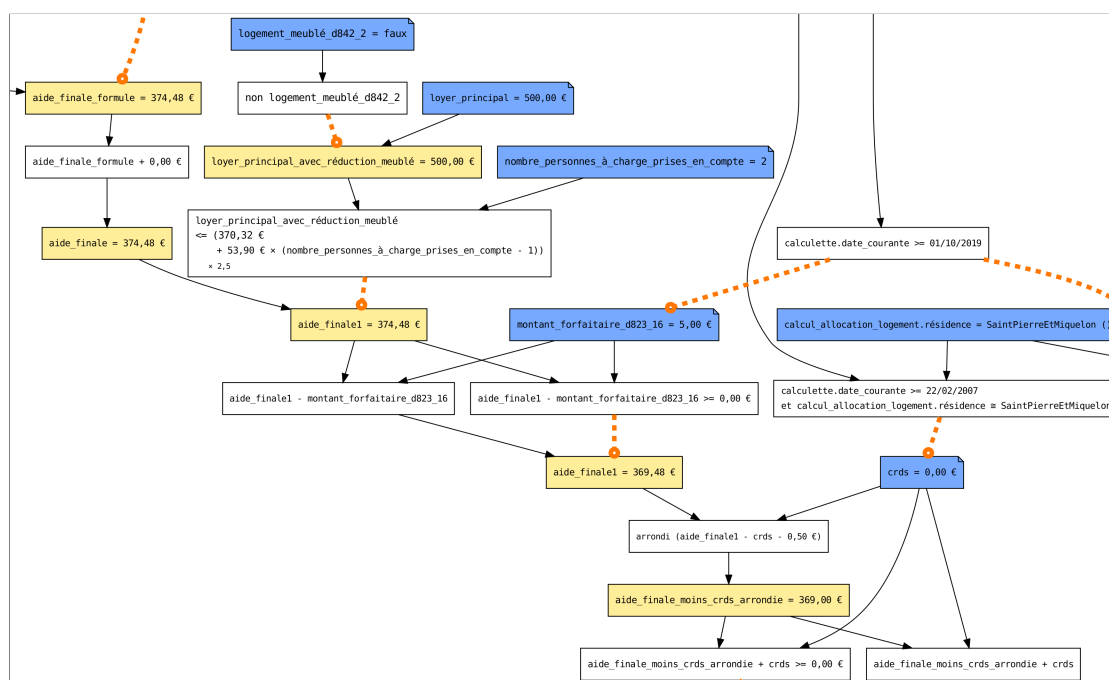 logement_meublé_d842_2 = faux
aide_finale_formule = 374,48 €
non logement_meublé_d842_2
loyer_principal = 500,00 €
aide_finale_formule + 0,00 €
loyer_principal_avec_réduction_meublé = 500,00 €
nombre_personnes_à_charge_prises_en_compte = 2
loyer_principal_avec_réduction_meublé
<= (370,32 €
+ 53,90 € × (nombre_personnes_à_charge_prises_en_compte - 1))
× 2,5
aide_finale = 374,48 €
calculette.date_courante >= 01/10/2019
aide_finale1 = 374,48 €
montant_forfaitaire_d823_16 = 5,00 €
calcul_allocation_logement.résidence = SaintPierreEtMiquelon (
aide_finale1 - montant_forfaitaire_d823_16
aide_finale1 - montant_forfaitaire_d823_16 >= 0,00 €
calculette.date_courante >= 22/02/2007
et calcul_allocation_logement.résidence ≅ SaintPierreEtMiquelon
aide_finale1 = 369,48 €
crds = 0,00 €
arrondi (aide_finale1 - crds - 0,50 €)
aide_finale_moins_crds_arrondie = 369,00 €
aide_finale_moins_crds_arrondie + crds >= 0,00 €
aide_finale_moins_crds_arrondie + crds